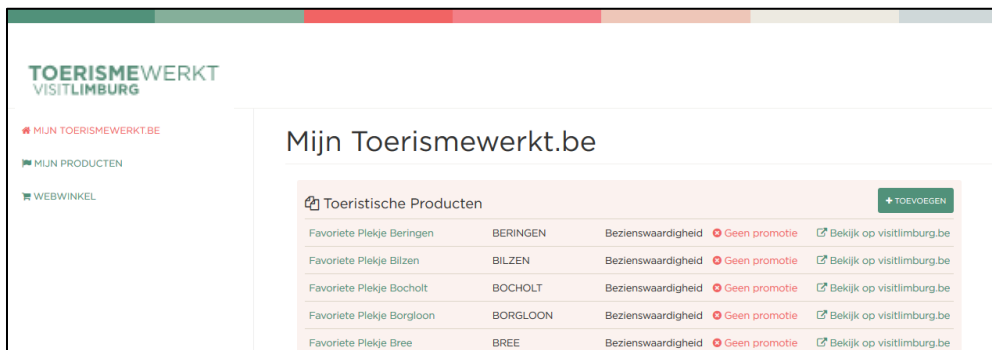 TOERISMEWERKT
VISITLIMBURG
MIJN TOERISMEWERKT.BE
MIJN PRODUCTEN
WEBWINKEL
Mijn Toerismewerkt.be
Toeristische Producten + TOEVOEGEN
Favoriete Plekje Beringen BERINGEN Bezienswaardigheid Geen promotie Bekijk op visitlimburg.be
Favoriete Plekje Bilzen BILZEN Bezienswaardigheid Geen promotie Bekijk op visitlimburg.be
Favoriete Plekje Bocholt BOCHOLT Bezienswaardigheid Geen promotie Bekijk op visitlimburg.be
Favoriete Plekje Borgloon BORGLOON Bezienswaardigheid Geen promotie Bekijk op visitlimburg.be
Favoriete Plekje Bree BREE Bezienswaardigheid Geen promotie Bekijk op visitlimburg.be